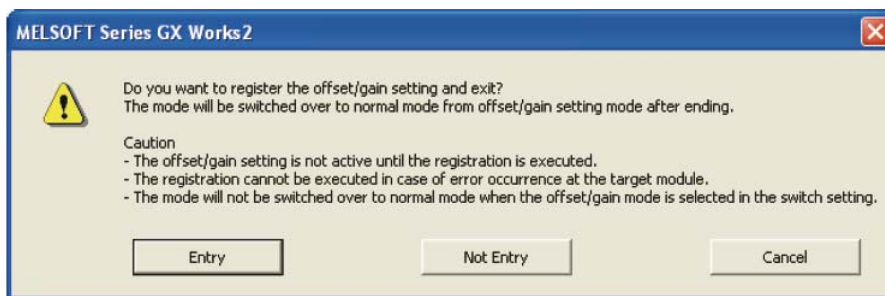 MELSOFT Series GX Works2
Do you want to register the offset/gain setting and exit?
The mode will be switched over to normal mode from offset/gain setting mode after ending.
Caution
- The offset/gain setting is not active until the registration is executed.
- The registration cannot be executed in case of error occurrence at the target module.
- The mode will not be switched over to normal mode when the offset/gain mode is selected in the switch setting.
Entry
Not Entry
Cancel